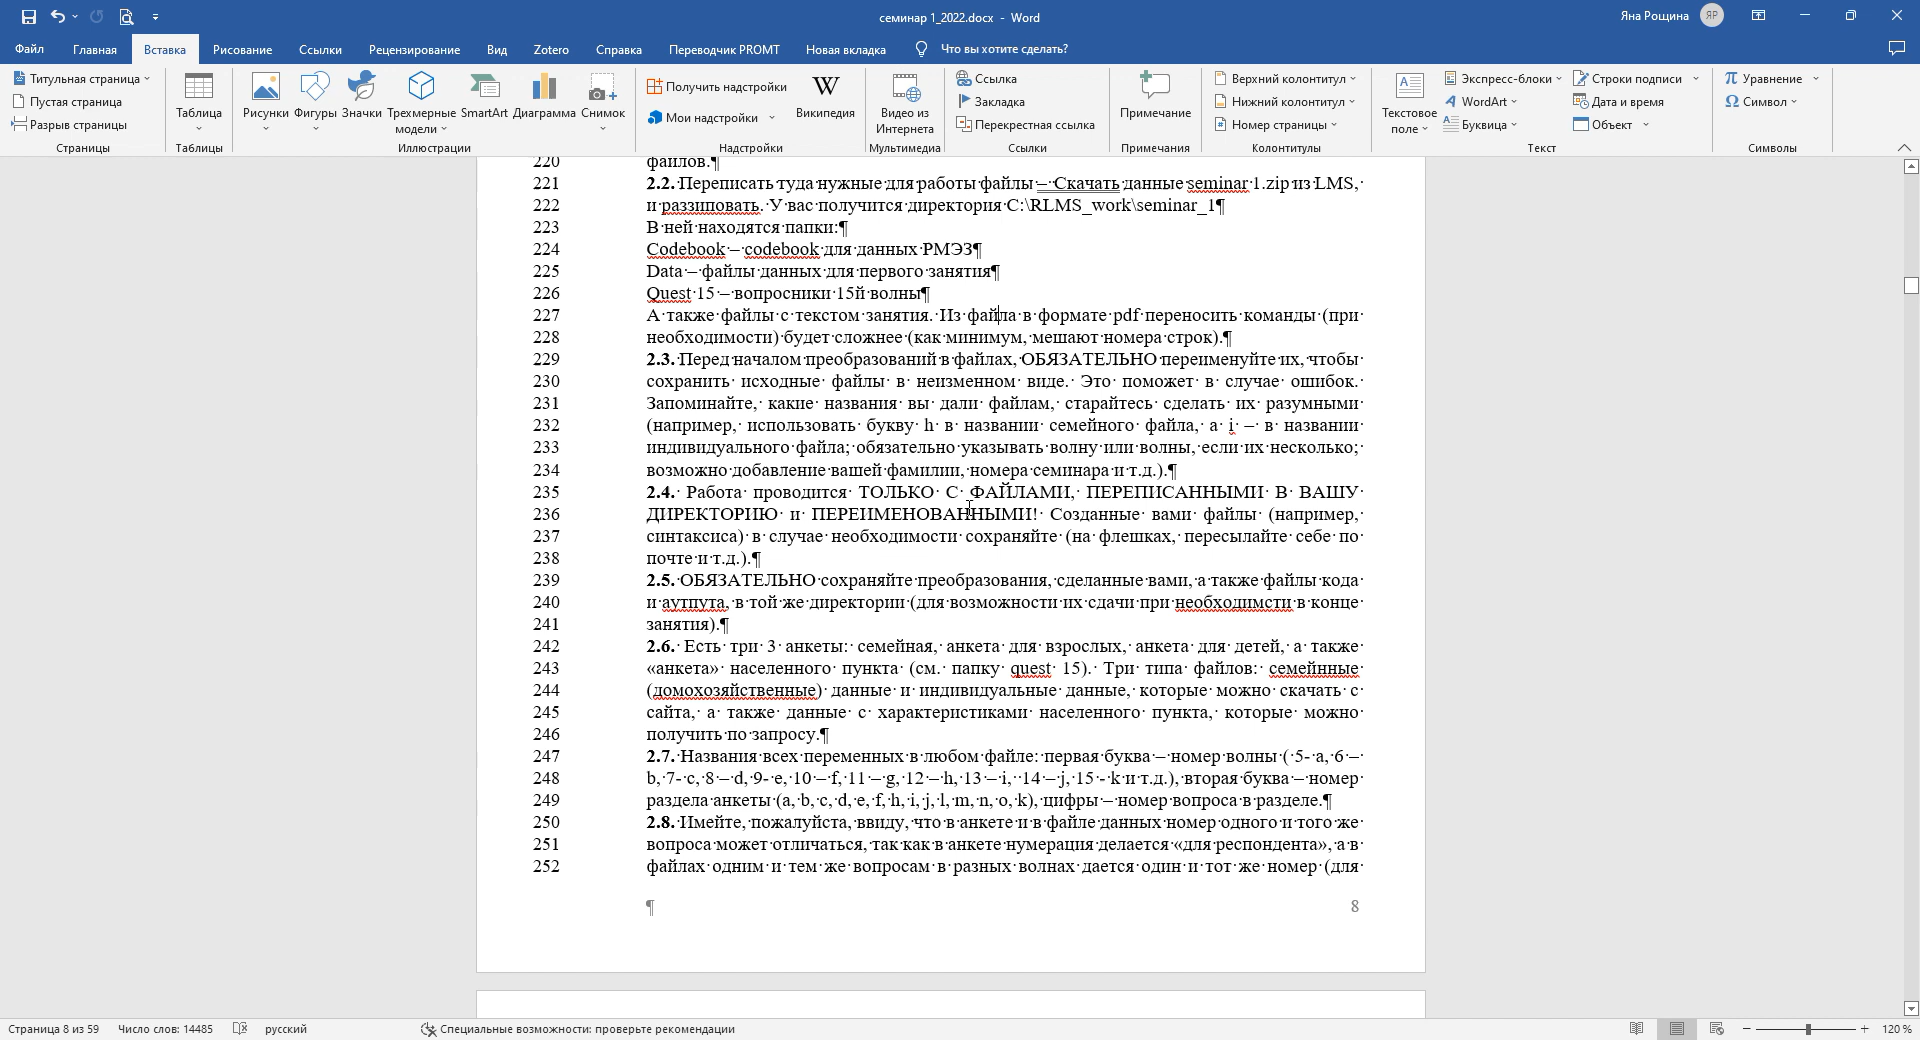 семинар 1_2022.docx - Word
Яна Рощина ЯР
Файл Главная Вставка Рисование Ссылки Рецензирование Вид Zotero Справка Переводчик PROMT Новая вкладка Что вы хотите сделать?
Титульная страница
Пустая страница
Разрыв страницы
Страницы
Таблица
Таблицы
Рисунки Фигуры Значки Трехмерные модели SmartArt Диаграмма Снимок
Иллюстрации
Получить надстройки
Мои надстройки
W
Википедия
Надстройки
Видео из Интернета
Мультимедиа
Ссылка
Закладка
Перекрестная ссылка
Ссылки
Примечание
Примечания
Верхний колонтитул
Нижний колонтитул
Номер страницы
Колонтитулы
Текстовое поле
Экспресс-блоки
WordArt
Буквица
Строки подписи
Дата и время
Объект
Текст
π Уравнение
Ω Символ
Символы
220 файлов.¶
221 2.2. Переписать туда нужные для работы файлы – Скачать данные seminar 1.zip из LMS,
222 и раззиповать. У вас получится директория C:\RLMS_work\seminar_1¶
223 В ней находятся папки:¶
224 Codebook – codebook для данных РМЭЗ¶
225 Data – файлы данных для первого занятия¶
226 Quest 15 – вопросники 15й волны¶
227 А также файлы с текстом занятия. Из файла в формате pdf переносить команды (при
228 необходимости) будет сложнее (как минимум, мешают номера строк).¶
229 2.3. Перед началом преобразований в файлах, ОБЯЗАТЕЛЬНО переименуйте их, чтобы
230 сохранить исходные файлы в неизменном виде. Это поможет в случае ошибок.
231 Запоминайте, какие названия вы дали файлам, старайтесь сделать их разумными
232 (например, использовать букву h в названии семейного файла, а i – в названии
233 индивидуального файла; обязательно указывать волну или волны, если их несколько;
234 возможно добавление вашей фамилии, номера семинара и т.д.).¶
235 2.4. Работа проводится ТОЛЬКО С ФАЙЛАМИ, ПЕРЕПИСАННЫМИ В ВАШУ
236 ДИРЕКТОРИЮ и ПЕРЕИМЕНОВАННЫМИ! Созданные вами файлы (например,
237 синтаксиса) в случае необходимости сохраняйте (на флешках, пересылайте себе по
238 почте и т.д.).¶
239 2.5. ОБЯЗАТЕЛЬНО сохраняйте преобразования, сделанные вами, а также файлы кода
240 и аутпута, в той же директории (для возможности их сдачи при необходимсти в конце
241 занятия).¶
242 2.6. Есть три 3 анкеты: семейная, анкета для взрослых, анкета для детей, а также
243 «анкета» населенного пункта (см. папку quest 15). Три типа файлов: семейнные
244 (домохозяйственные) данные и индивидуальные данные, которые можно скачать с
245 сайта, а также данные с характеристиками населенного пункта, которые можно
246 получить по запросу.¶
247 2.7. Названия всех переменных в любом файле: первая буква – номер волны ( 5- a, 6 –
248 b, 7- c, 8 – d, 9- e, 10 – f, 11 – g, 12 – h, 13 – i, 14 – j, 15 - k и т.д.), вторая буква – номер
249 раздела анкеты (a, b, c, d, e, f, h, i, j, l, m, n, o, k), цифры – номер вопроса в разделе.¶
250 2.8. Имейте, пожалуйста, ввиду, что в анкете и в файле данных номер одного и того же
251 вопроса может отличаться, так как в анкете нумерация делается «для респондента», а в
252 файлах одним и тем же вопросам в разных волнах дается один и тот же номер (для
¶ 8
Страница 8 из 59 Число слов: 14485 русский Специальные возможности: проверьте рекомендации 120 %